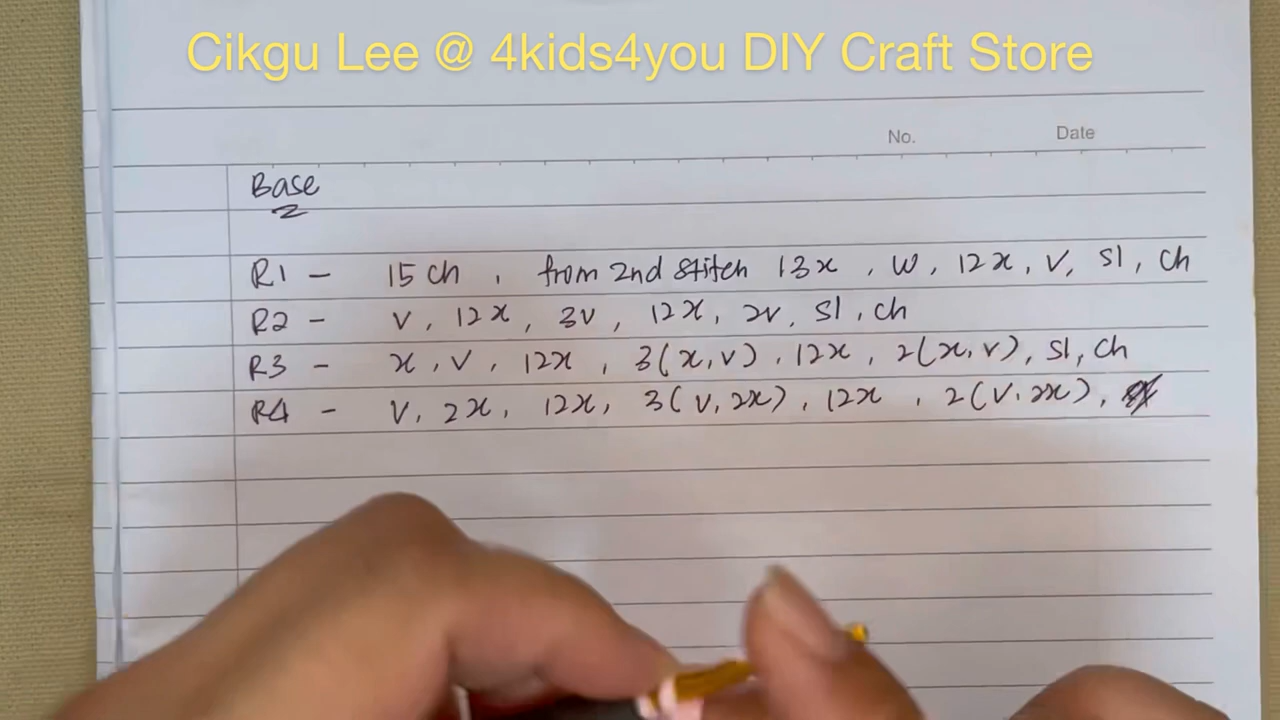 Cikgu Lee @ 4kids4you DIY Craft Store
No. Date
Base
R1 - 15 ch , from 2nd stitch 13x , w , 12x , v , sl , ch
R2 - v , 12x , 3v , 12x , 2v , sl , ch
R3 - x , v , 12x , 3(x,v) , 12x , 2(x,v) , sl , ch
R4 - v , 2x , 12x , 3(v,2x) , 12x , 2(v,2x) ,